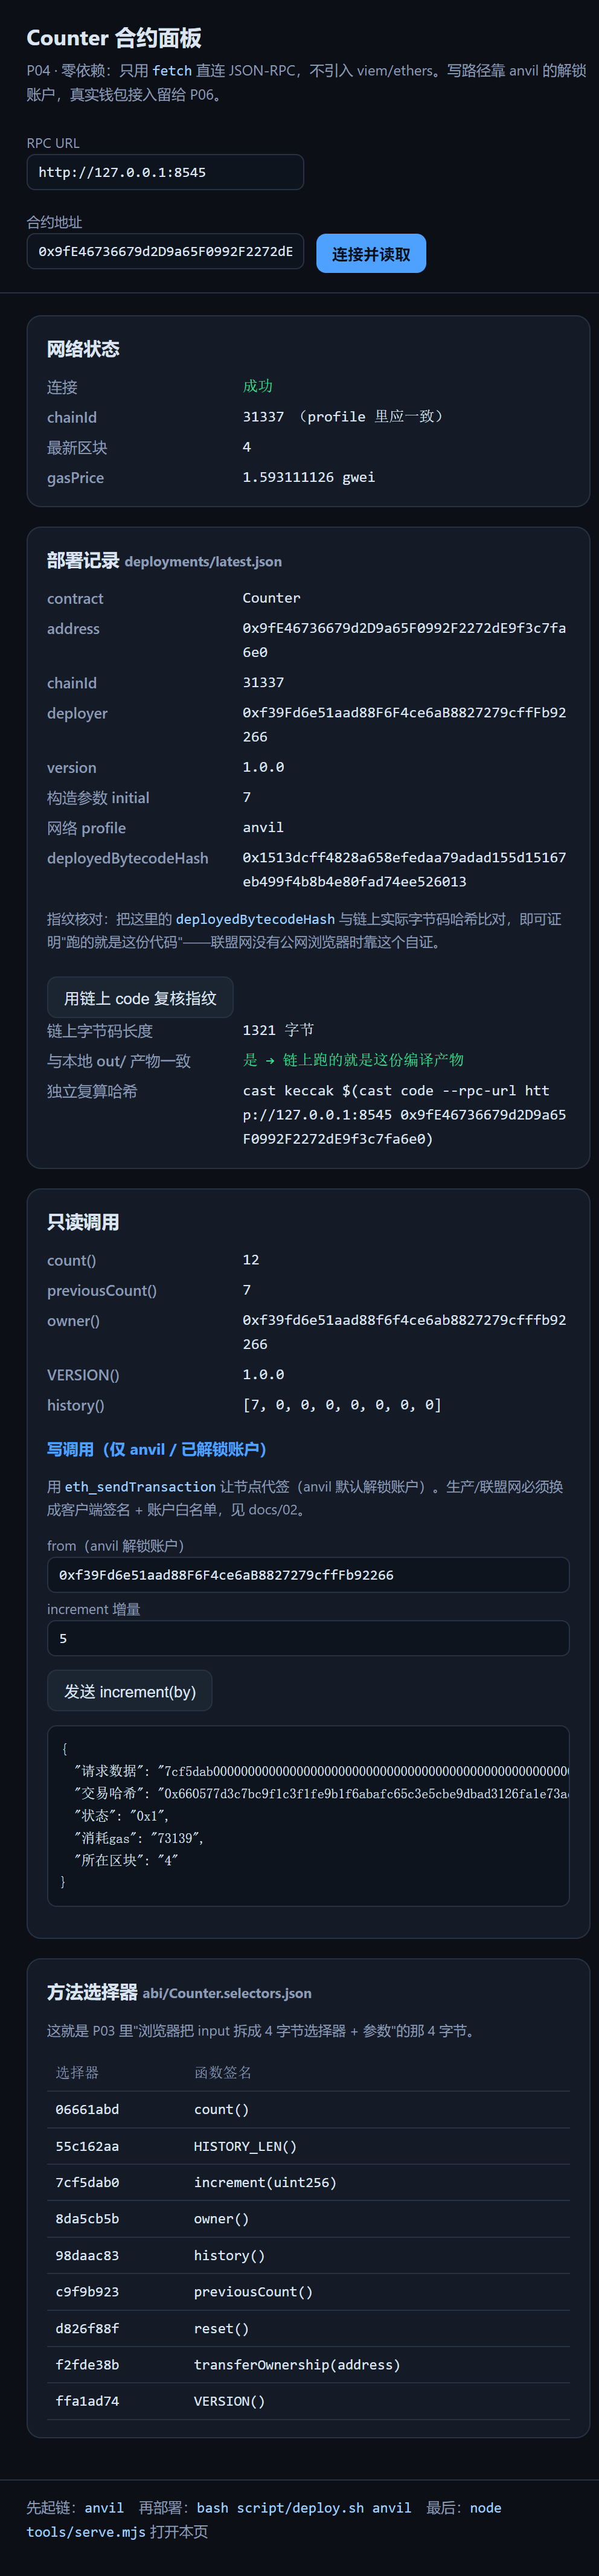 Counter 合约面板
P04 · 零依赖：只用 fetch 直连 JSON-RPC，不引入 viem/ethers。写路径靠 anvil 的解锁
账户，真实钱包接入留给 P06。
RPC URL
http://127.0.0.1:8545
合约地址
0x9fE46736679d2D9a65F0992F2272dE
连接并读取
网络状态
连接 成功
chainId 31337 （profile 里应一致）
最新区块 4
gasPrice 1.593111126 gwei
部署记录 deployments/latest.json
contract Counter
address 0x9fE46736679d2D9a65F0992F2272dE9f3c7fa
6e0
chainId 31337
deployer 0xf39Fd6e51aad88F6F4ce6aB8827279cffFb92
266
version 1.0.0
构造参数 initial 7
网络 profile anvil
deployedBytecodeHash 0x1513dcff4828a658efedaa79adad155d15167
eb499f4b8b4e80fad74ee526013
指纹核对：把这里的 deployedBytecodeHash 与链上实际字节码哈希比对，即可证
明"跑的就是这份代码"——联盟网没有公网浏览器时靠这个自证。
用链上 code 复核指纹
链上字节码长度 1321 字节
与本地 out/ 产物一致 是 → 链上跑的就是这份编译产物
独立复算哈希 cast keccak $(cast code --rpc-url htt
p://127.0.0.1:8545 0x9fE46736679d2D9a65
F0992F2272dE9f3c7fa6e0)
只读调用
count() 12
previousCount() 7
owner() 0xf39fd6e51aad88f6f4ce6ab8827279cfffb92
266
VERSION() 1.0.0
history() [7, 0, 0, 0, 0, 0, 0, 0]
写调用（仅 anvil / 已解锁账户）
用 eth_sendTransaction 让节点代签（anvil 默认解锁账户）。生产/联盟网必须换
成客户端签名 + 账户白名单，见 docs/02。
from（anvil 解锁账户）
0xf39Fd6e51aad88F6F4ce6aB8827279cffFb92266
increment 增量
5
发送 increment(by)
{
"请求数据": "7cf5dab000000000000000000000000000000000000000000000000000
"交易哈希": "0x660577d3c7bc9f1c3f1fe9b1f6abafc65c3e5cbe9dbad3126fa1e73a
"状态": "0x1",
"消耗gas": "73139",
"所在区块": "4"
}
方法选择器 abi/Counter.selectors.json
这就是 P03 里"浏览器把 input 拆成 4 字节选择器 + 参数"的那 4 字节。
选择器 函数签名
06661abd count()
55c162aa HISTORY_LEN()
7cf5dab0 increment(uint256)
8da5cb5b owner()
98daac83 history()
c9f9b923 previousCount()
d826f88f reset()
f2fde38b transferOwnership(address)
ffa1ad74 VERSION()
先起链：anvil 再部署：bash script/deploy.sh anvil 最后：node
tools/serve.mjs 打开本页